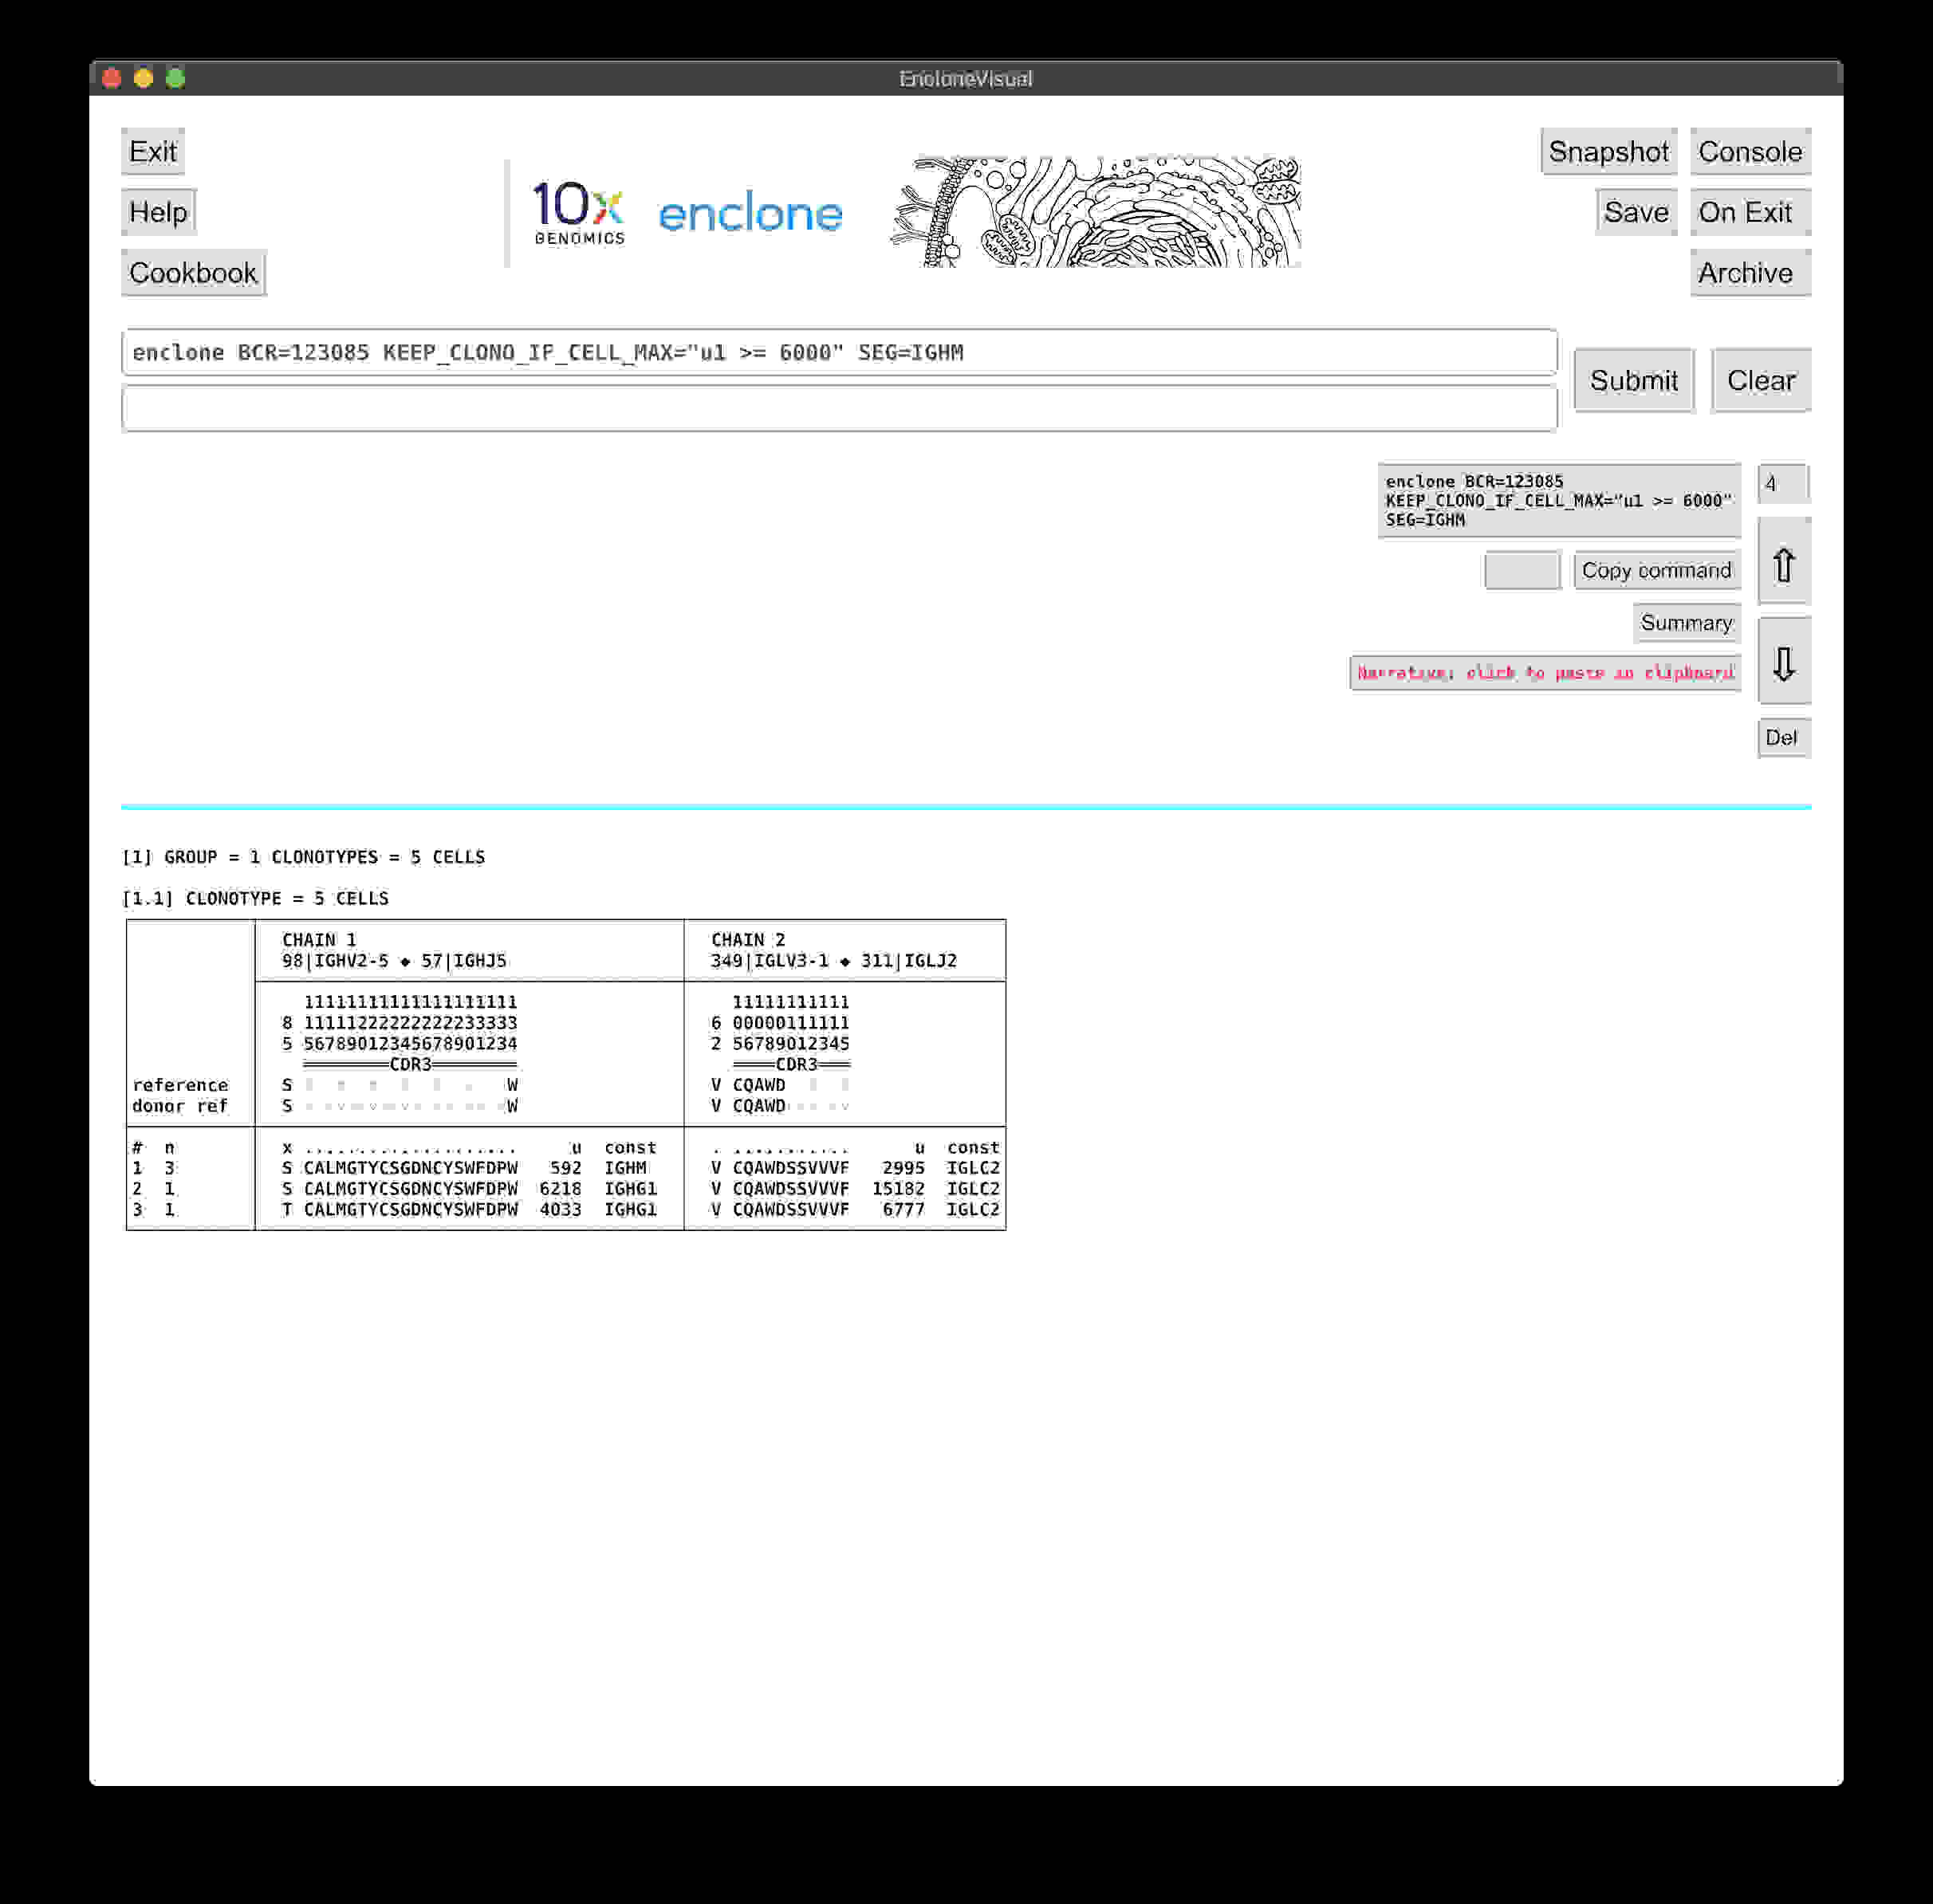 EncloneVisual
Exit
Snapshot Console
Help
10x GENOMICS
enclone
Save On Exit
Cookbook
Archive
enclone BCR=123085 KEEP_CLONO_IF_CELL_MAX="u1 >= 6000" SEG=IGHM
Submit Clear
enclone BCR=123085
KEEP_CLONO_IF_CELL_MAX="u1 >= 6000"
SEG=IGHM
4
⇧
Copy command
Summary
⇩
Narrative: click to paste in clipboard
Del
[1] GROUP = 1 CLONOTYPES = 5 CELLS
[1.1] CLONOTYPE = 5 CELLS
CHAIN 1 CHAIN 2
98|IGHV2-5 ◆ 57|IGHJ5 349|IGLV3-1 ◆ 311|IGLJ2
11111111111111111111 11111111111
8 11111222222222233333 6 00000111111
5 56789012345678901234 2 56789012345
════════CDR3════════ ════CDR3═══
reference S W V CQAWD
donor ref S W V CQAWD
# n x .................... u const . ........... u const
1 3 S CALMGTYCSGDNCYSWFDPW 592 IGHM V CQAWDSSVVVF 2995 IGLC2
2 1 S CALMGTYCSGDNCYSWFDPW 6218 IGHG1 V CQAWDSSVVVF 15182 IGLC2
3 1 T CALMGTYCSGDNCYSWFDPW 4033 IGHG1 V CQAWDSSVVVF 6777 IGLC2